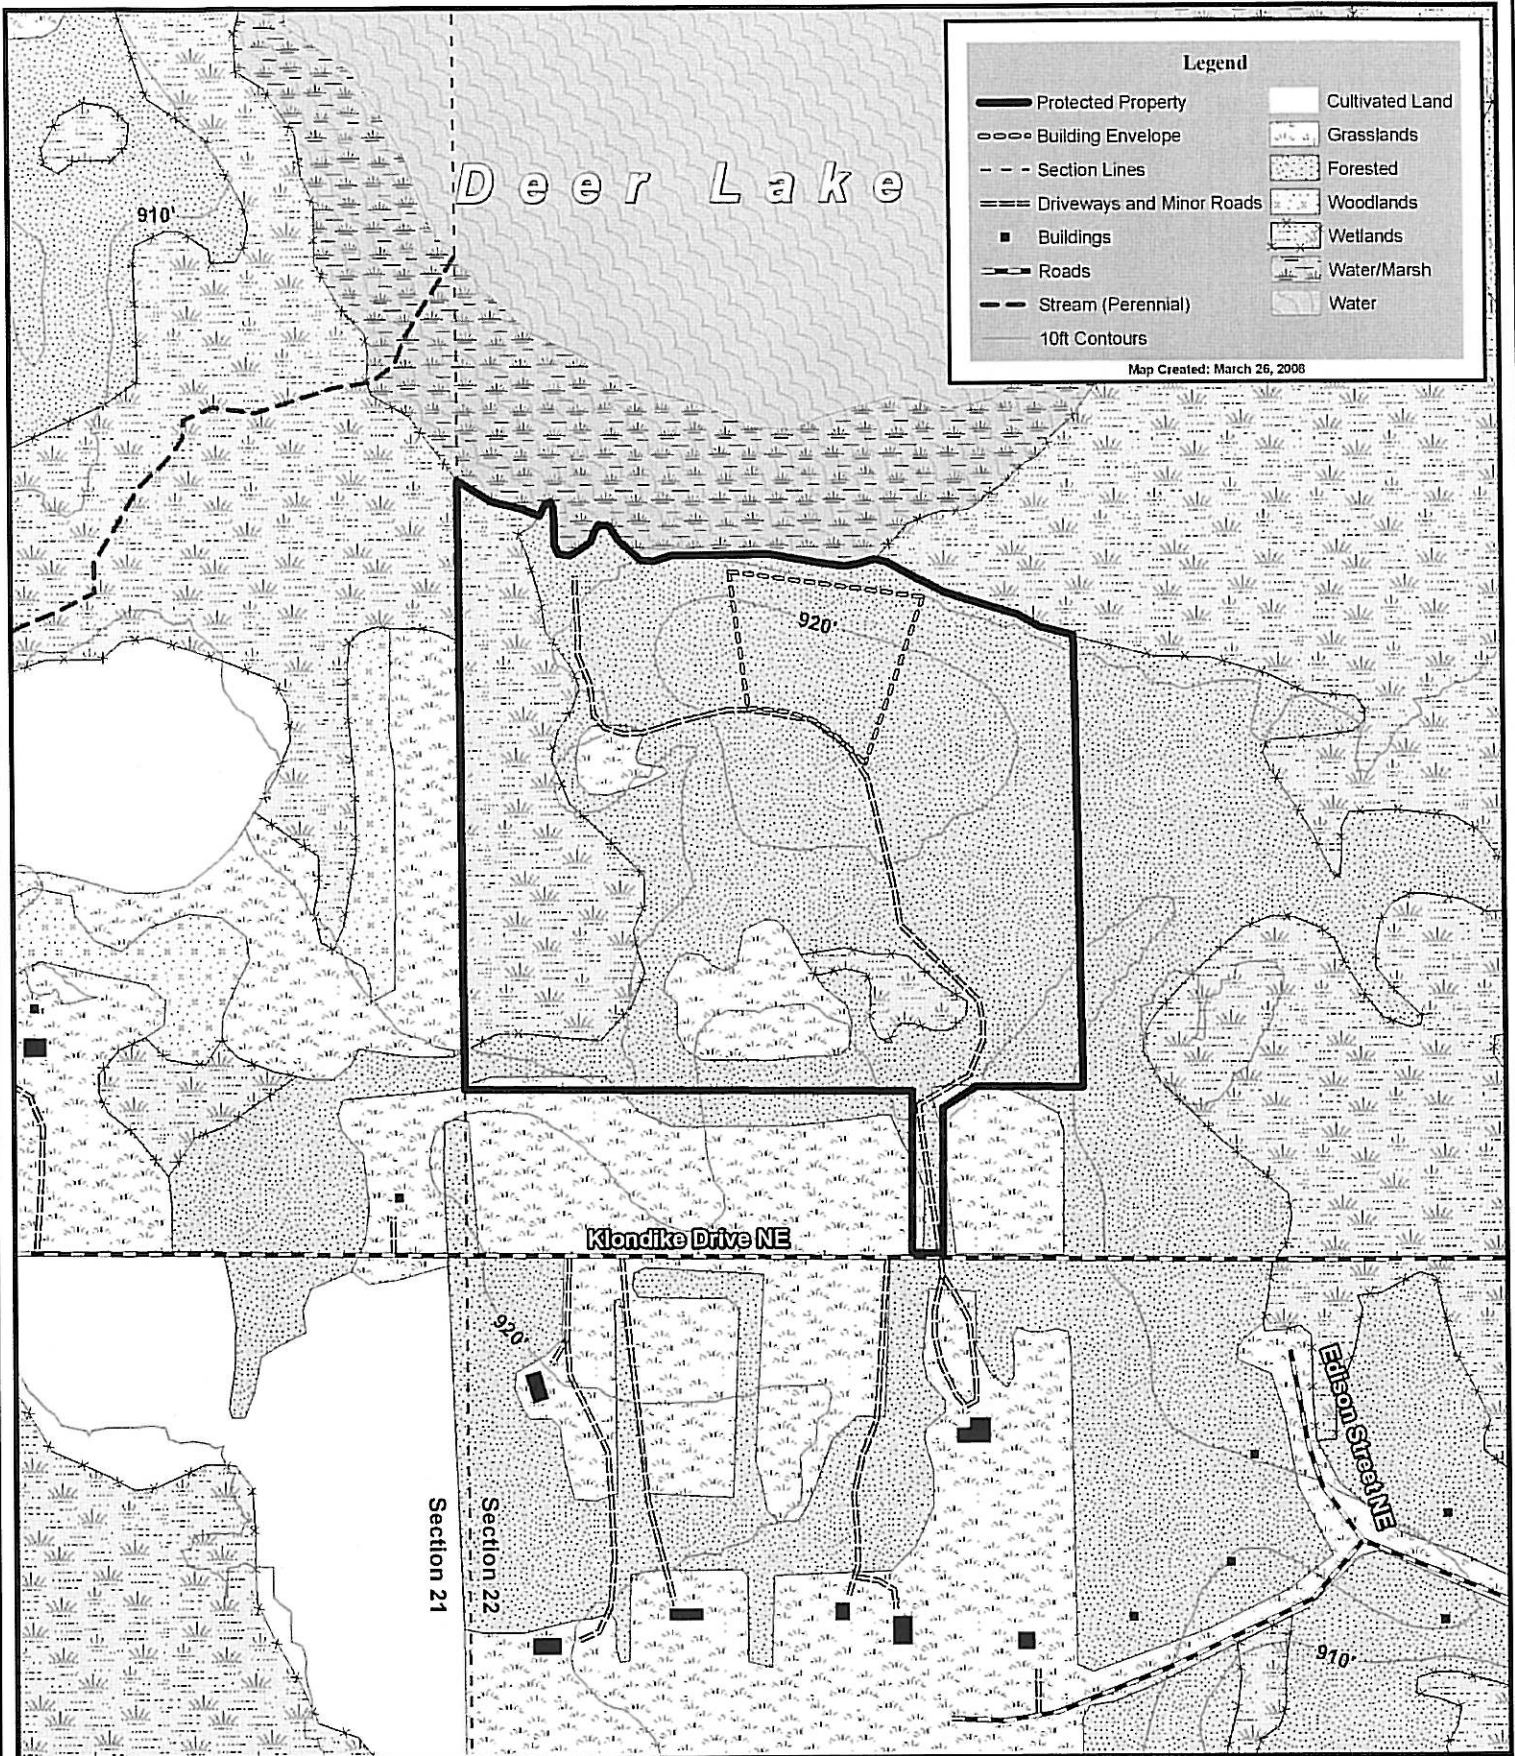 Legend
Protected Property
Building Envelope
Section Lines
Driveways and Minor Roads
Buildings
Roads
Stream (Perennial)
10ft Contours
Cultivated Land
Grasslands
Forested
Woodlands
Wetlands
Water/Marsh
Water
Map Created: March 26, 2008
Deer Lake
910'
920'
Klondike Drive NE
920'
Edison Street NE
Section 21
Section 22
910'